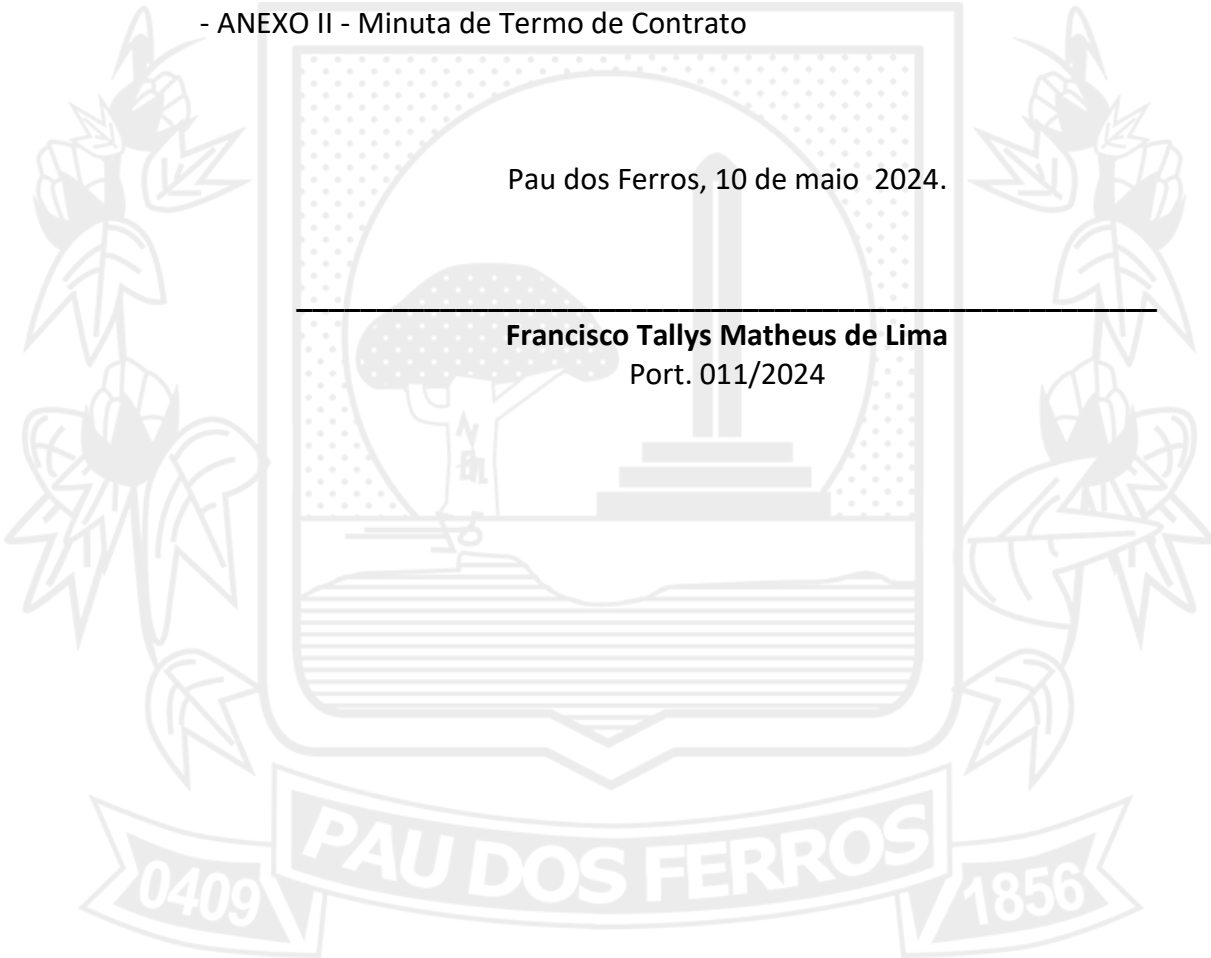 - ANEXO II - Minuta de Termo de Contrato
Pau dos Ferros, 10 de maio  2024.
Francisco Tallys Matheus de Lima
Port. 011/2024
PAU DOS FERROS
0409
1856